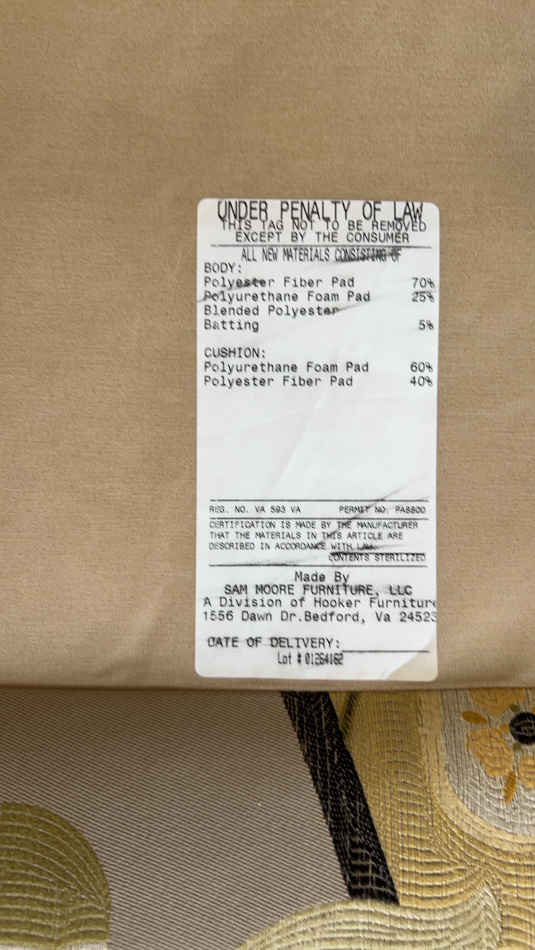 UNDER PENALTY OF LAW
THIS TAG NOT TO BE REMOVED
EXCEPT BY THE CONSUMER
ALL NEW MATERIALS CONSISTING OF
BODY:
Polyester Fiber Pad 70%
Polyurethane Foam Pad 25%
Blended Polyester
Batting 5%
CUSHION:
Polyurethane Foam Pad 60%
Polyester Fiber Pad 40%
REG. NO. VA 593 VA PERMIT NO: PA8800
CERTIFICATION IS MADE BY THE MANUFACTURER
THAT THE MATERIALS IN THIS ARTICLE ARE
DESCRIBED IN ACCORDANCE WITH LAW.
CONTENTS STERILIZED
Made By
SAM MOORE FURNITURE, LLC
A Division of Hooker Furniture
1556 Dawn Dr.Bedford, Va 24523
DATE OF DELIVERY:
Lot # 01264162